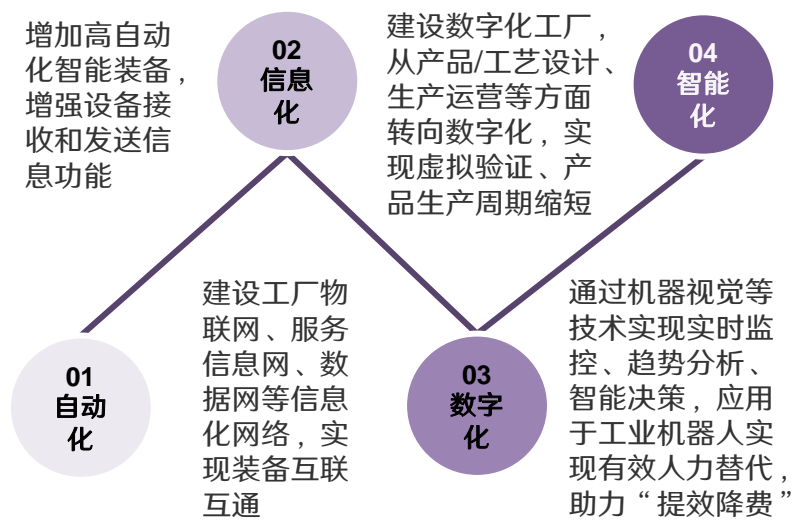 增加高自动
化智能装备，
增强设备接
收和发送信
息功能
01
自动
化
02
信息
化
建设工厂物
联网、服务
信息网、数
据网等信息
化网络，实
现装备互联
互通
建设数字化工厂，
从产品/工艺设计、
生产运营等方面
转向数字化，实
现虚拟验证、产
品生产周期缩短
03
数字
化
04
智能
化
通过机器视觉等
技术实现实时监
控、趋势分析、
智能决策，应用
于工业机器人实
现有效人力替代，
助力“提效降费”